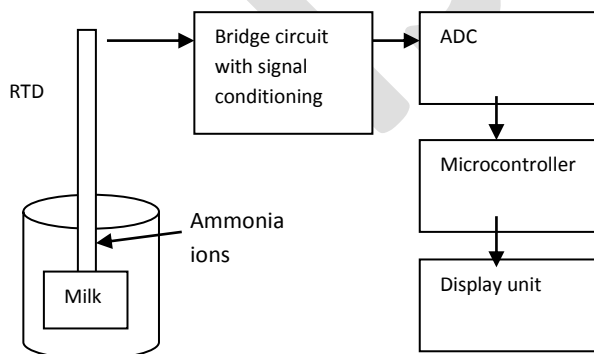 Bridge circuit
with signal
conditioning
ADC
RTD
Microcontroller
Ammonia
ions
Milk
Display unit